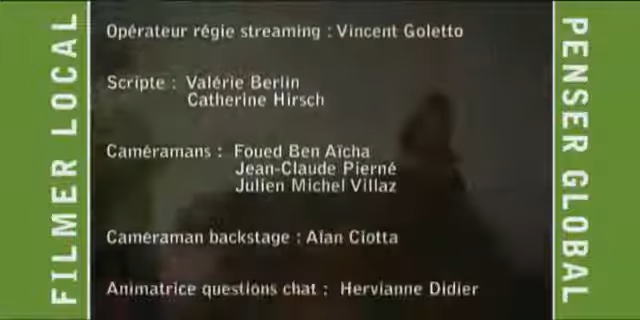 FILMER LOCAL
Opérateur régie streaming : Vincent Goletto
Scripte : Valérie Berlin
Catherine Hirsch
Caméramans : Foued Ben Aïcha
Jean-Claude Pierné
Julien Michel Villaz
Caméraman backstage : Alan Ciotta
Animatrice questions chat : Hervianne Didier
PENSER GLOBAL